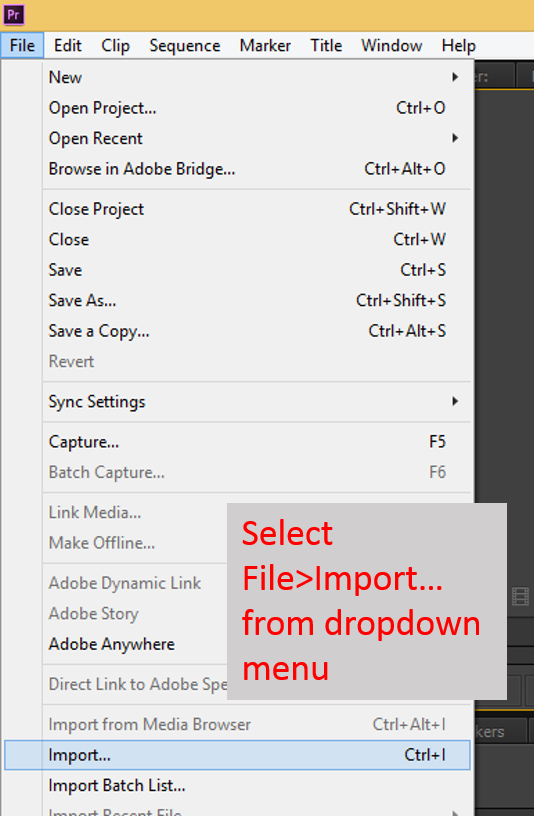 Pr
File Edit Clip Sequence Marker Title Window Help
New
Open Project... Ctrl+O
Open Recent
Browse in Adobe Bridge... Ctrl+Alt+O
Close Project Ctrl+Shift+W
Close Ctrl+W
Save Ctrl+S
Save As... Ctrl+Shift+S
Save a Copy... Ctrl+Alt+S
Revert
Sync Settings
Capture... F5
Batch Capture... F6
Link Media...
Make Offline...
Adobe Dynamic Link
Adobe Story
Adobe Anywhere
Direct Link to Adobe Spe
Select
File>Import...
from dropdown
menu
Import from Media Browser Ctrl+Alt+I
Import... Ctrl+I
Import Batch List...
Import Recent File